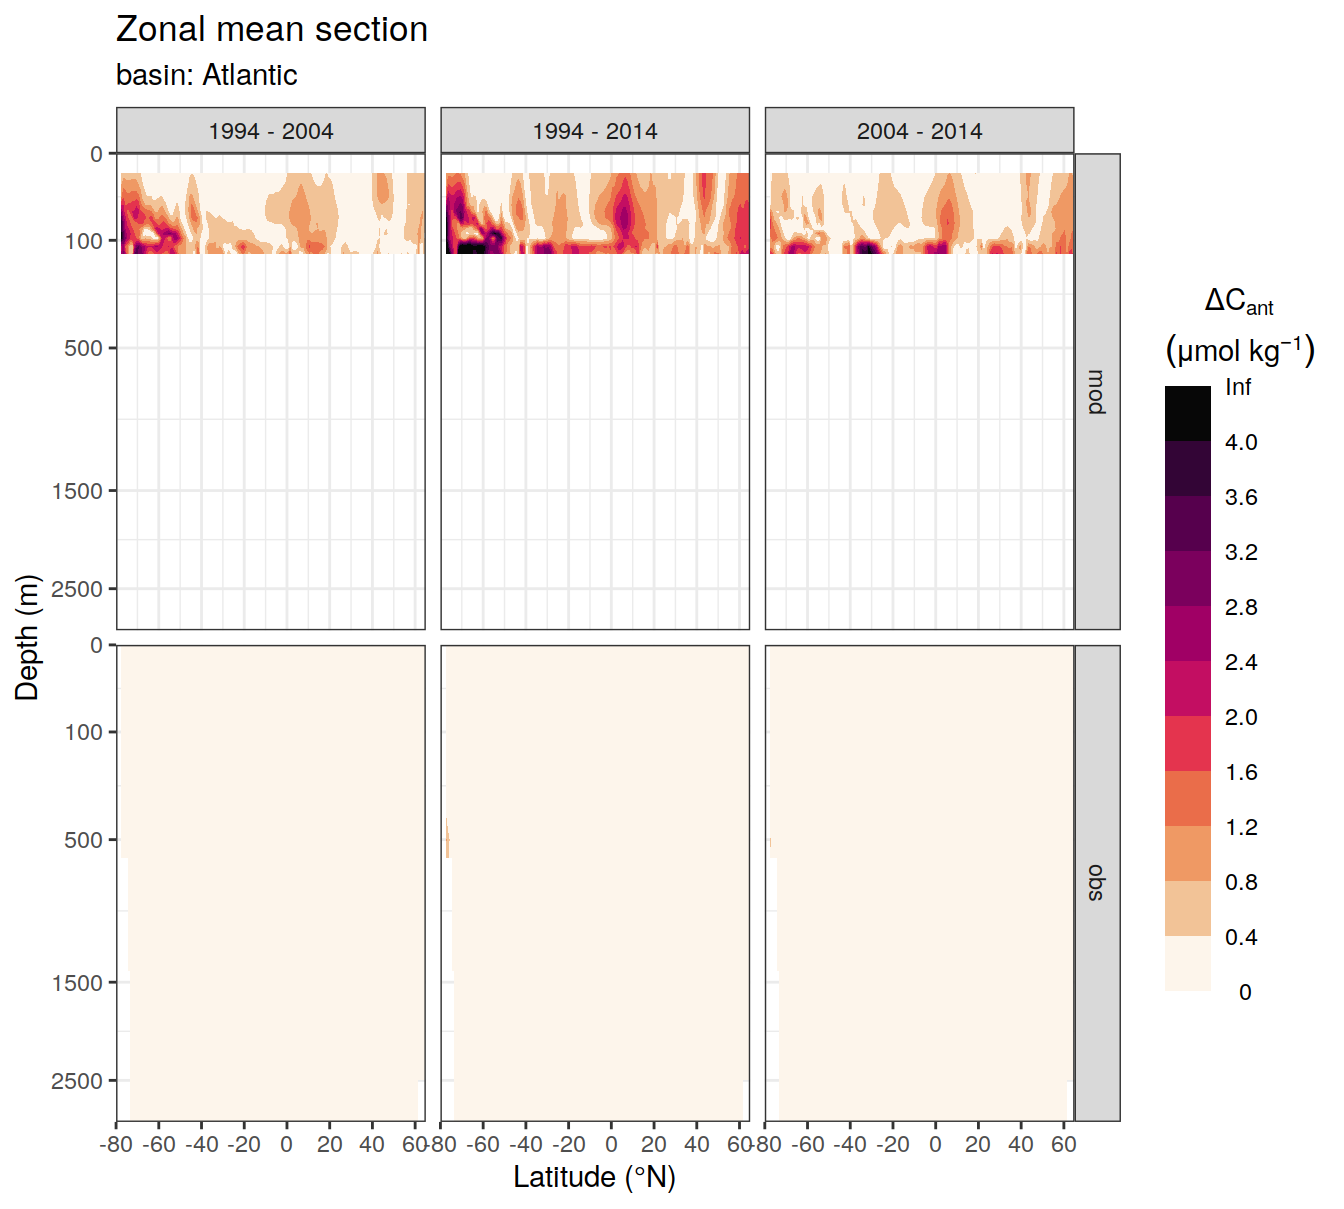 Zonal mean section
basin: Atlantic
1994 - 2004
1994 - 2014
2004 - 2014
0
100
500
1500
2500
mod
0
100
500
1500
2500
obs
Depth (m)
-80 -60 -40 -20 0 20 40 60
-80 -60 -40 -20 0 20 40 60
-80 -60 -40 -20 0 20 40 60
Latitude (°N)
ΔCant
(μmol kg⁻¹)
Inf
4.0
3.6
3.2
2.8
2.4
2.0
1.6
1.2
0.8
0.4
0